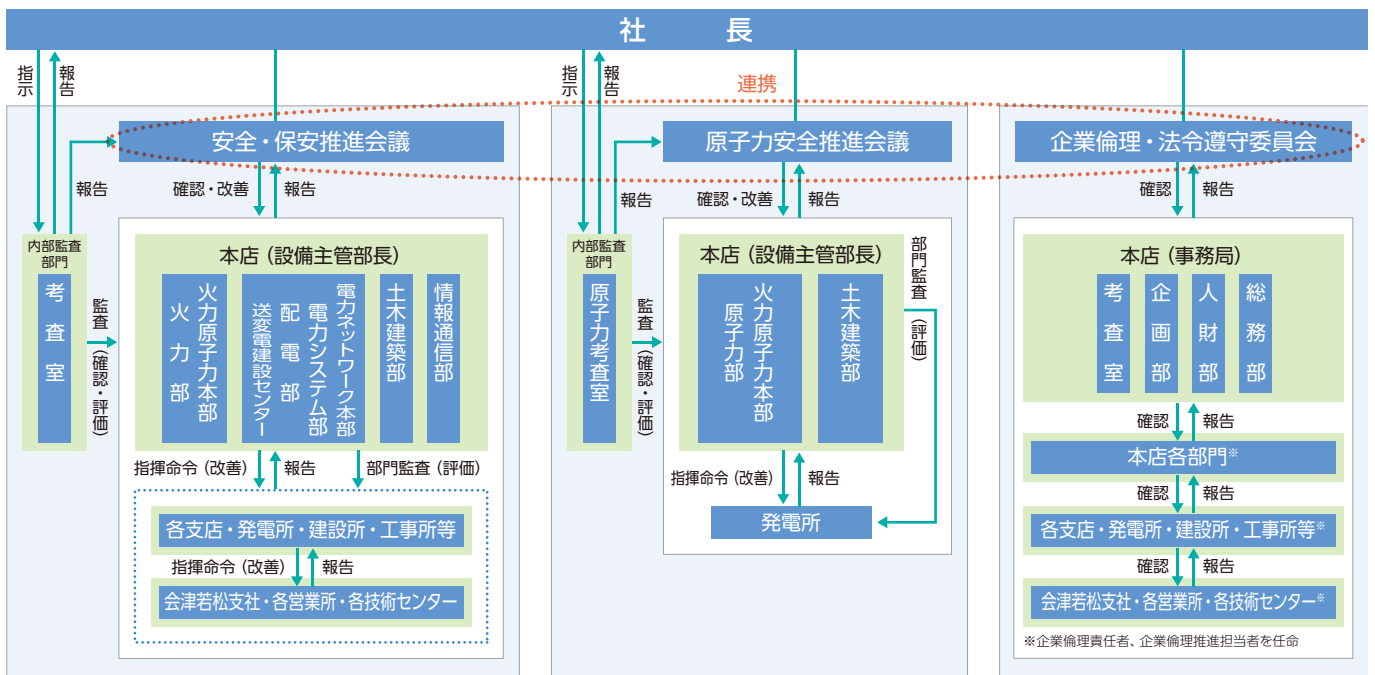 社長
連携
指示
報告
安全・保安推進会議
報告
確認・改善
報告
内部監査
部門
考査室
監査
(確認・評価)
本店(設備主管部長)
火力原子力本部
火力部
電力ネットワーク本部
電力システム部
配電部
送変電建設センター
土木建築部
情報通信部
指揮命令(改善)
報告
部門監査(評価)
各支店・発電所・建設所・工事所等
指揮命令(改善)
報告
会津若松支社・各営業所・各技術センター
指示
報告
原子力安全推進会議
報告
確認・改善
報告
内部監査
部門
原子力考査室
監査
(確認・評価)
本店(設備主管部長)
火力原子力本部
原子力部
土木建築部
部門監査
(評価)
指揮命令(改善)
報告
発電所
企業倫理・法令遵守委員会
確認
報告
本店(事務局)
考査室
企画部
人財部
総務部
確認
報告
本店各部門※
確認
報告
各支店・発電所・建設所・工事所等※
確認
報告
会津若松支社・各営業所・各技術センター※
※企業倫理責任者、企業倫理推進担当者を任命